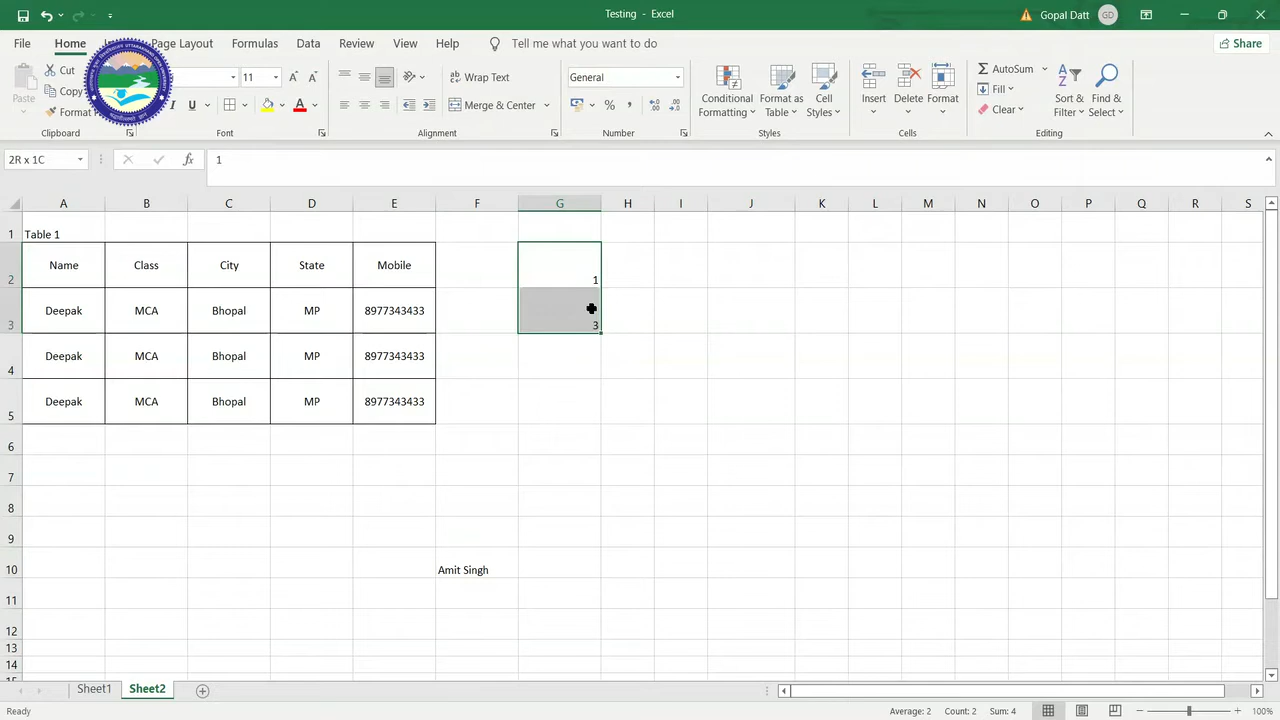 Testing - Excel
Gopal Datt GD
File Home Page Layout Formulas Data Review View Help Tell me what you want to do Share
Paste Cut Copy
Clipboard
11 U A
Font
Wrap Text
Merge & Center
Alignment
General
%
Number
Conditional Formatting Format as Table Cell Styles
Styles
Insert Delete Format
Cells
AutoSum
Fill
Clear
Sort & Filter Find & Select
Editing
2R x 1C fx 1
A B C D E F G H I J K L M N O P Q R S
1 Table 1
2 Name Class City State Mobile 1
3 Deepak MCA Bhopal MP 8977343433 3
4 Deepak MCA Bhopal MP 8977343433
5 Deepak MCA Bhopal MP 8977343433
6
7
8
9
10 Amit Singh
11
12
13
14
Sheet1 Sheet2
Ready Average: 2 Count: 2 Sum: 4 100%